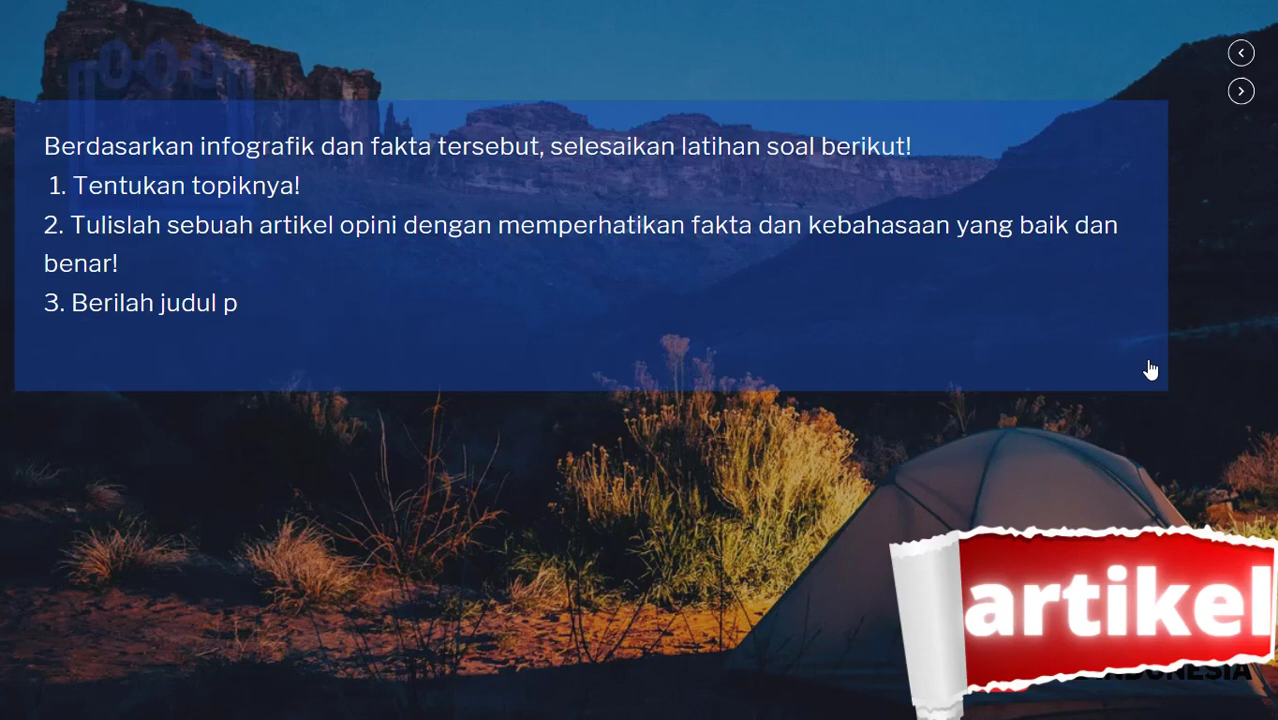 Berdasarkan infografik dan fakta tersebut, selesaikan latihan soal berikut!
1. Tentukan topiknya!
2. Tulislah sebuah artikel opini dengan memperhatikan fakta dan kebahasaan yang baik dan
benar!
3. Berilah judul p
artikel